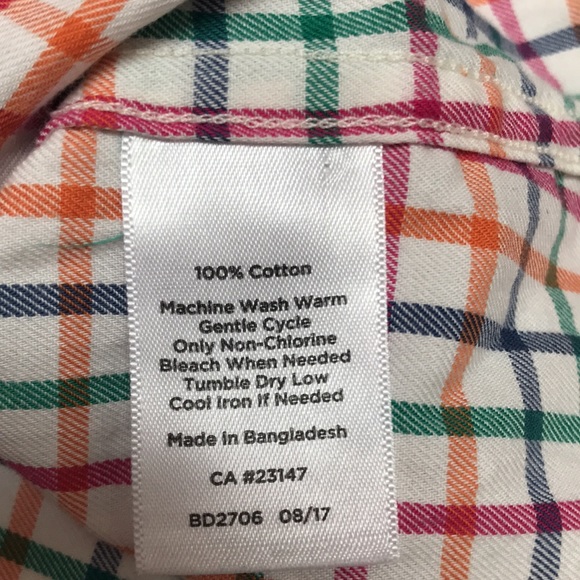 100% Cotton
Machine Wash Warm
Gentle Cycle
Only Non-Chlorine
Bleach When Needed
Tumble Dry Low
Cool Iron If Needed
Made in Bangladesh
CA #23147
BD2706 08/17